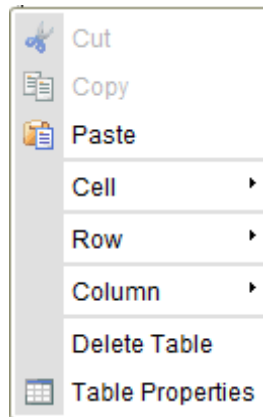 Cut
Copy
Paste
Cell
Row
Column
Delete Table
Table Properties